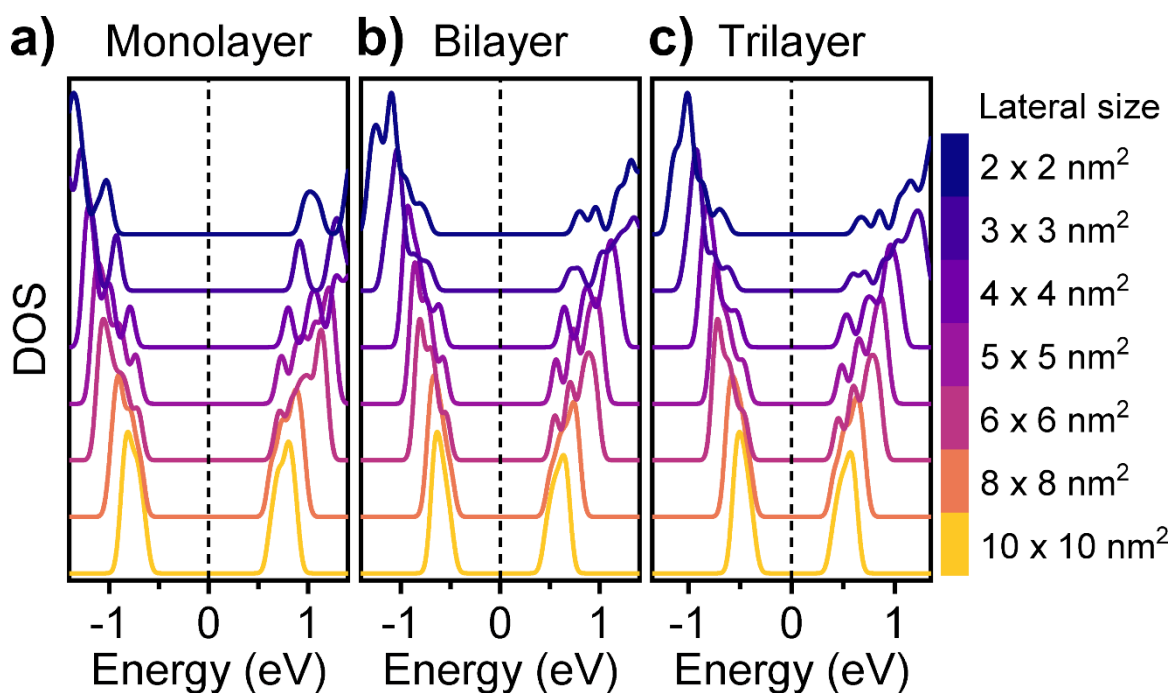 a) Monolayer b) Bilayer c) Trilayer
Lateral size
2 x 2 nm²
3 x 3 nm²
4 x 4 nm²
5 x 5 nm²
6 x 6 nm²
8 x 8 nm²
10 x 10 nm²
DOS
-1 0 1 -1 0 1 -1 0 1
Energy (eV) Energy (eV) Energy (eV)